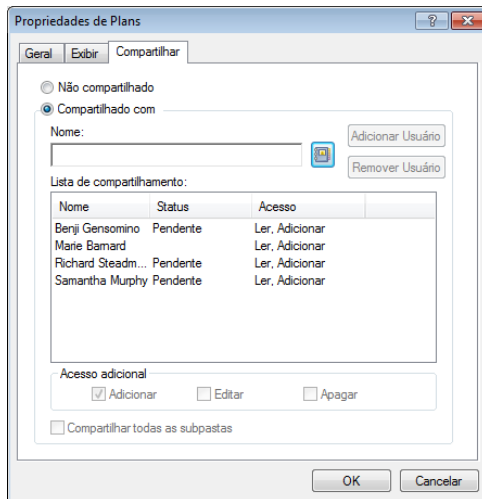 Propriedades de Plans
Geral Exibir Compartilhar
Não compartilhado
Compartilhado com
Nome:
Adicionar Usuário
Remover Usuário
Lista de compartilhamento:
Nome Status Acesso
Benji Gensomino Pendente Ler, Adicionar
Marie Barnard Ler, Adicionar
Richard Steadm... Pendente Ler, Adicionar
Samantha Murphy Pendente Ler, Adicionar
Acesso adicional
Adicionar Editar Apagar
Compartilhar todas as subpastas
OK Cancelar